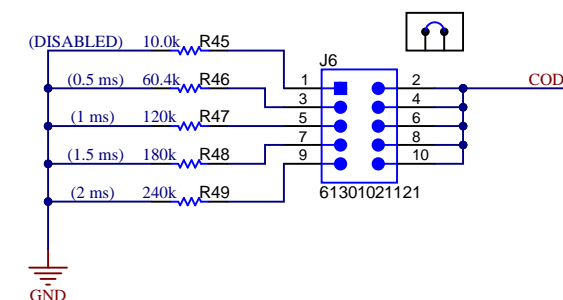 (DISABLED) 10.0k R45
J6
(0.5 ms) 60.4k R46 1 2 COD
3 4
(1 ms) 120k R47 5 6
7 8
(1.5 ms) 180k R48 9 10
(2 ms) 240k R49 61301021121
GND